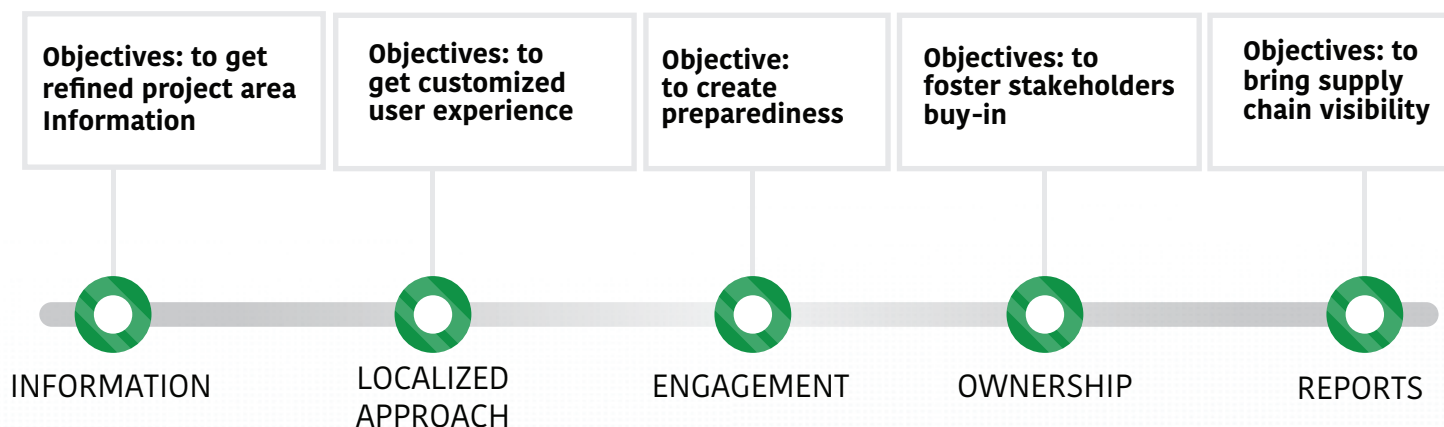 Objectives: to get
refined project area
Information
Objectives: to
get customized
user experience
Objective:
to create
preparediness
Objectives: to
foster stakeholders
buy-in
Objectives: to
bring supply
chain visibility
INFORMATION
LOCALIZED
APPROACH
ENGAGEMENT
OWNERSHIP
REPORTS